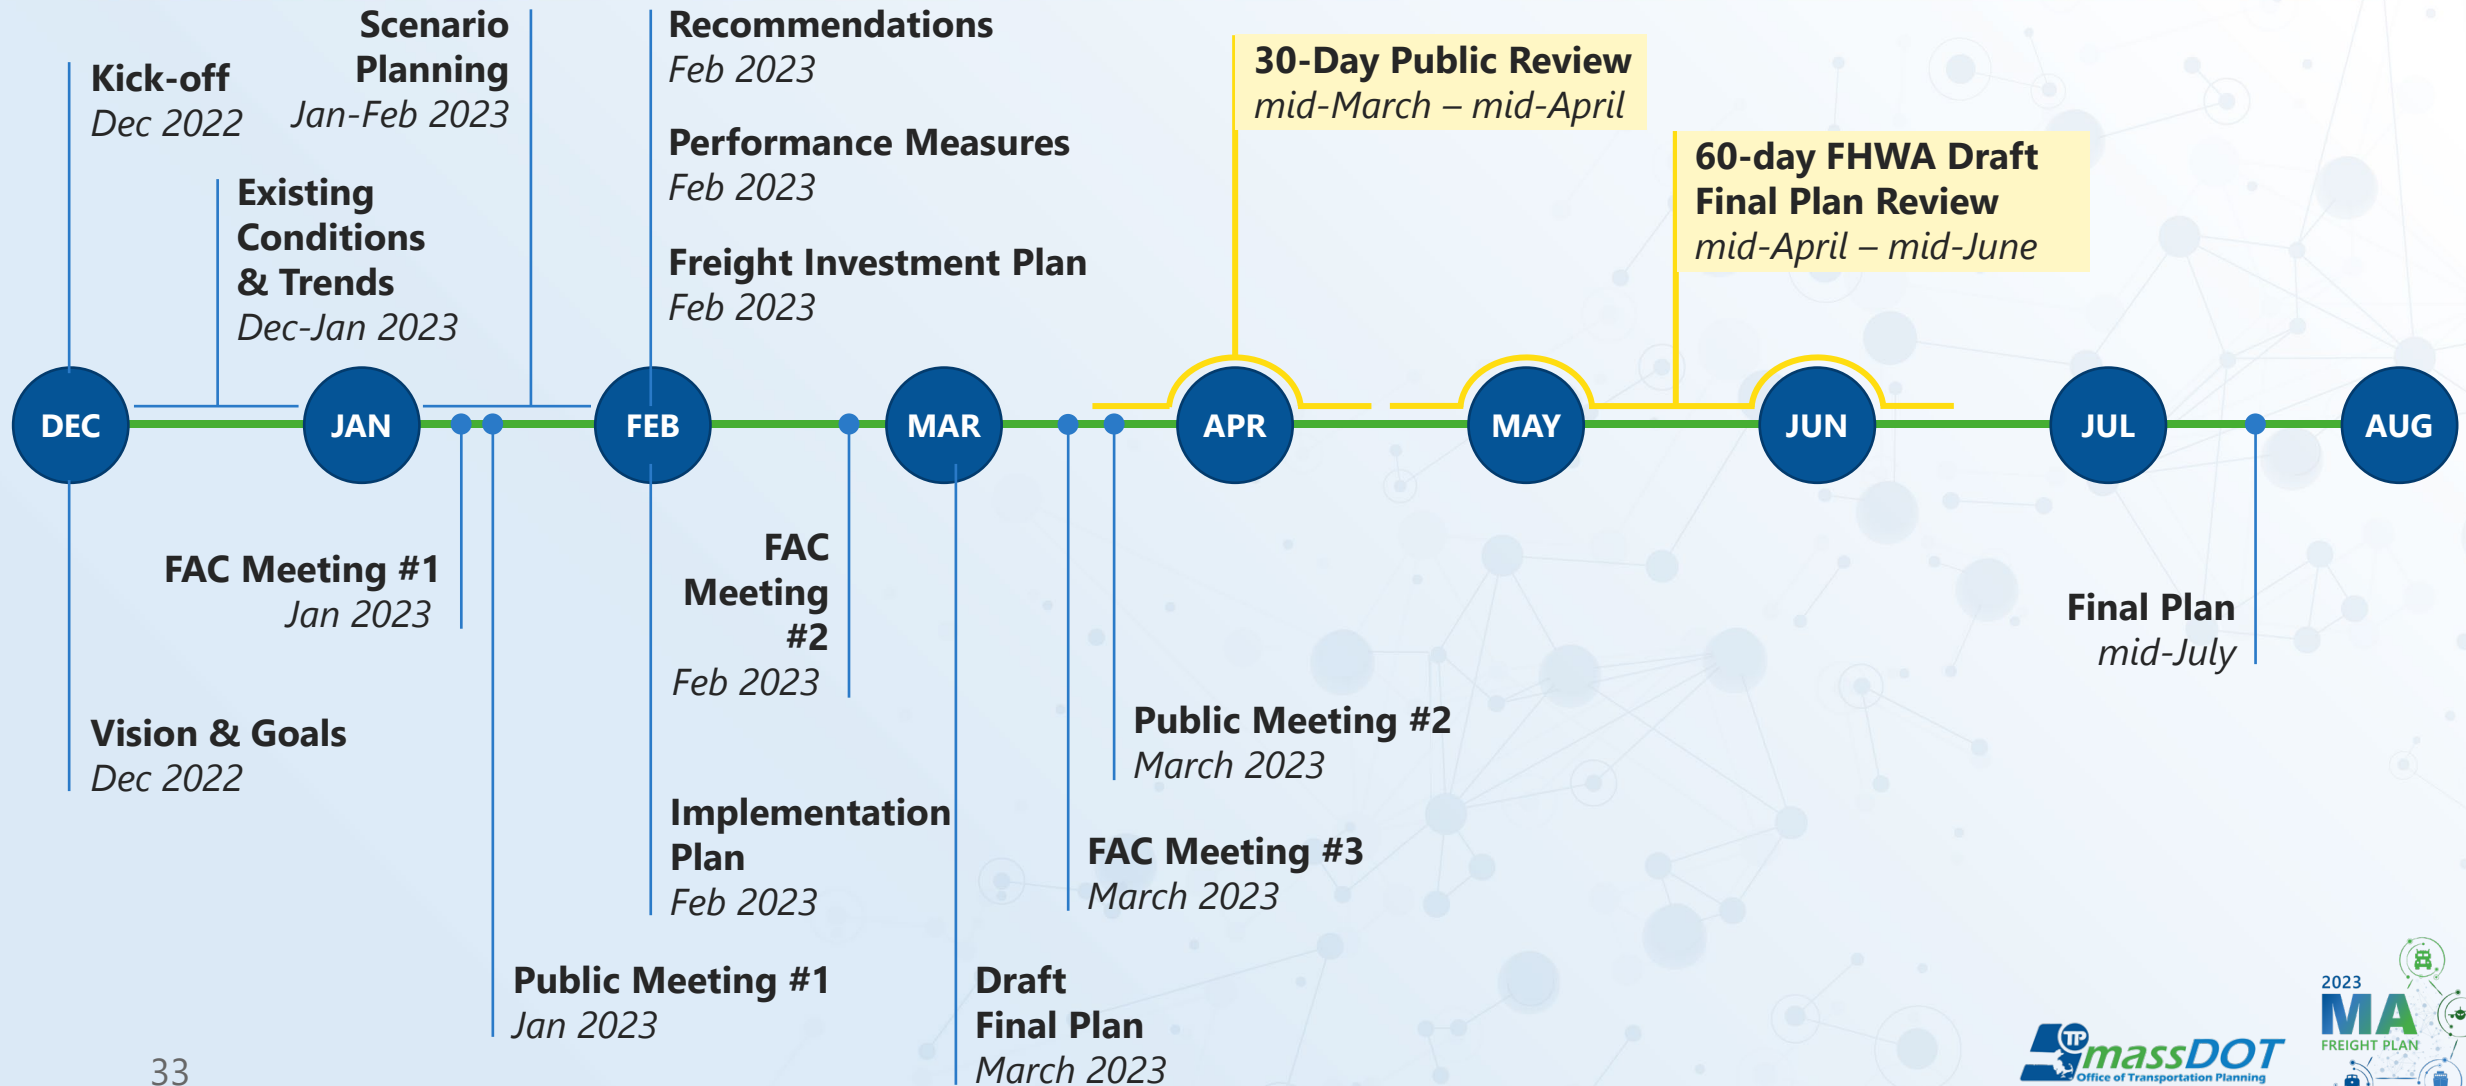 Scenario
Planning
Jan-Feb 2023
Recommendations
Feb 2023
Kick-off
Dec 2022
30-Day Public Review
mid-March – mid-April
Performance Measures
Feb 2023
60-day FHWA Draft
Final Plan Review
mid-April – mid-June
Existing
Conditions
& Trends
Dec-Jan 2023
Freight Investment Plan
Feb 2023
DEC
JAN
FEB
MAR
APR
MAY
JUN
JUL
AUG
FAC Meeting #1
Jan 2023
FAC
Meeting
#2
Feb 2023
Final Plan
mid-July
Vision & Goals
Dec 2022
Public Meeting #2
March 2023
Implementation
Plan
Feb 2023
FAC Meeting #3
March 2023
Public Meeting #1
Jan 2023
Draft
Final Plan
March 2023
33
TP
massDOT
Office of Transportation Planning
2023
MA
FREIGHT PLAN